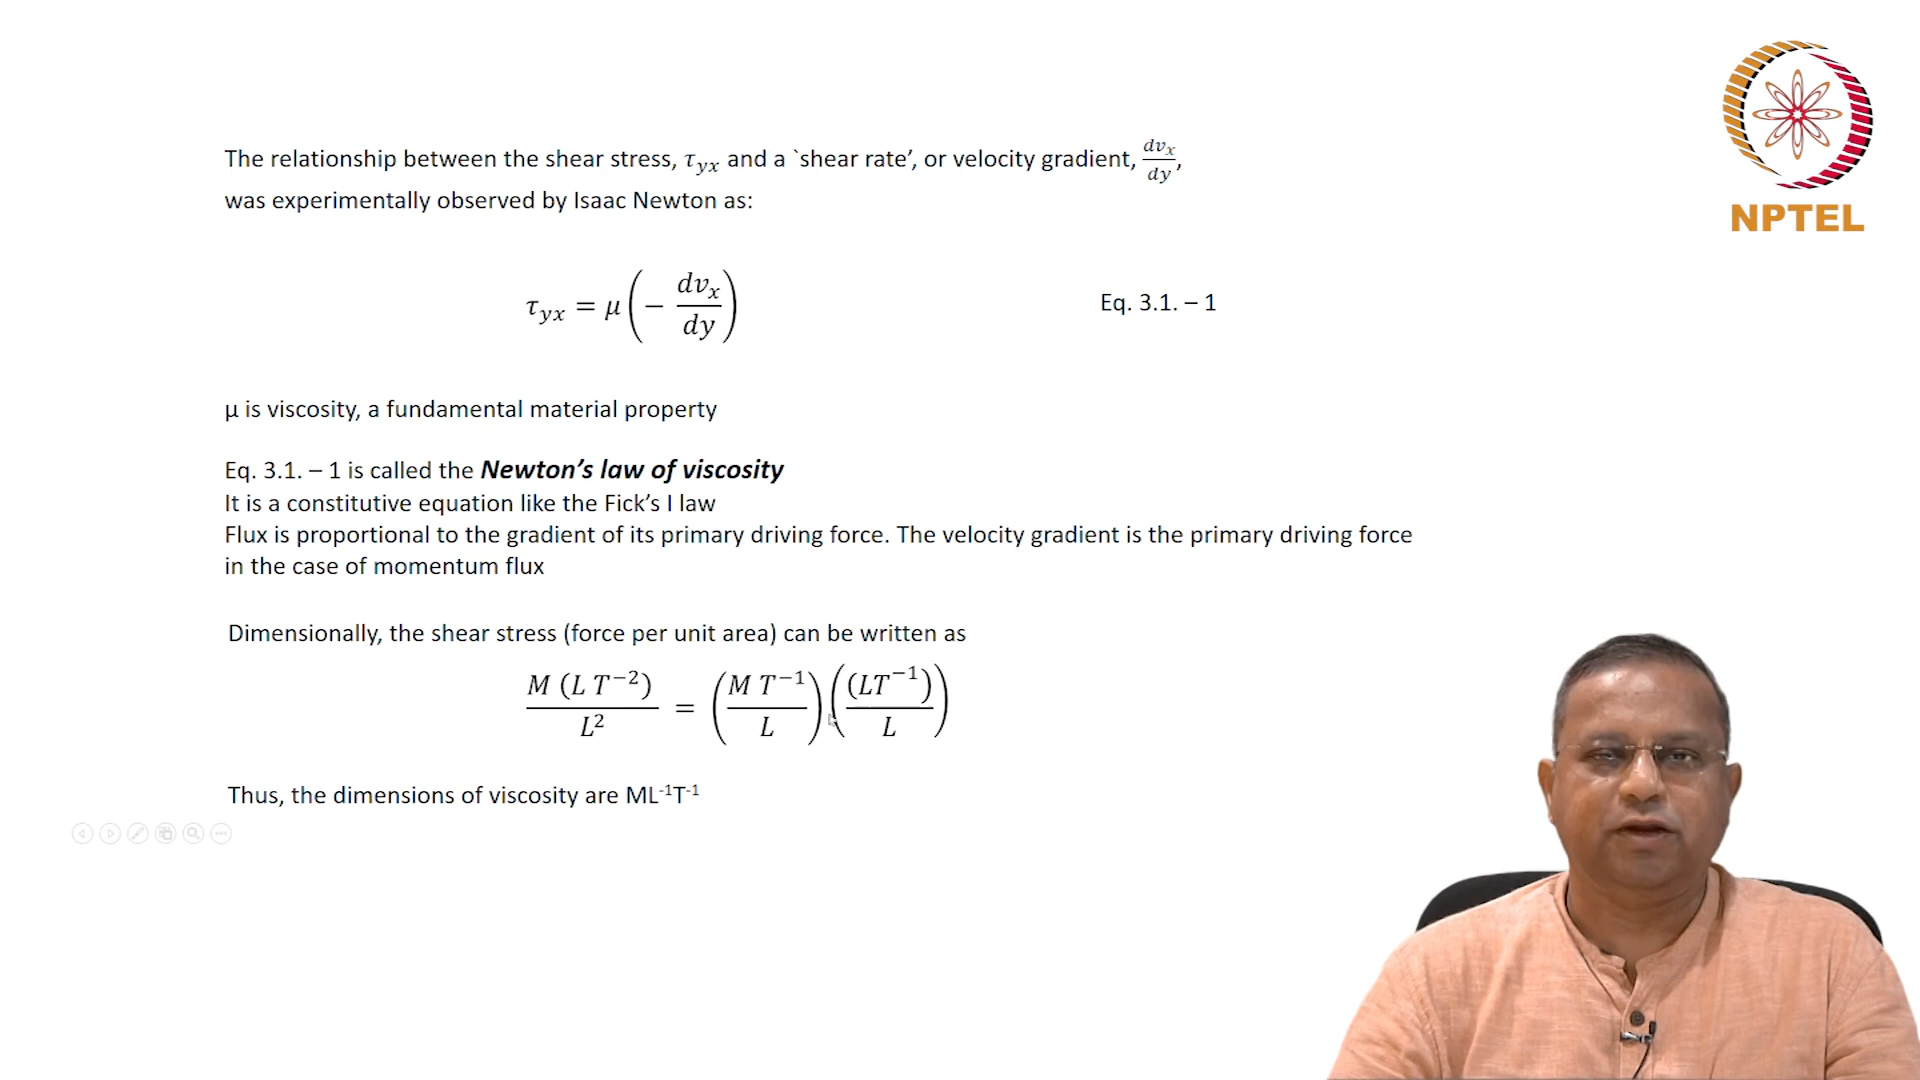 NPTEL
The relationship between the shear stress, τ_yx and a `shear rate’, or velocity gradient, dv_x/dy,
was experimentally observed by Isaac Newton as:
τ_yx = μ(− dv_x/dy) Eq. 3.1. – 1
μ is viscosity, a fundamental material property
Eq. 3.1. – 1 is called the Newton’s law of viscosity
It is a constitutive equation like the Fick’s I law
Flux is proportional to the gradient of its primary driving force. The velocity gradient is the primary driving force
in the case of momentum flux
Dimensionally, the shear stress (force per unit area) can be written as
M (L T⁻²)/L² = (M T⁻¹/L)((LT⁻¹)/L)
Thus, the dimensions of viscosity are ML⁻¹T⁻¹